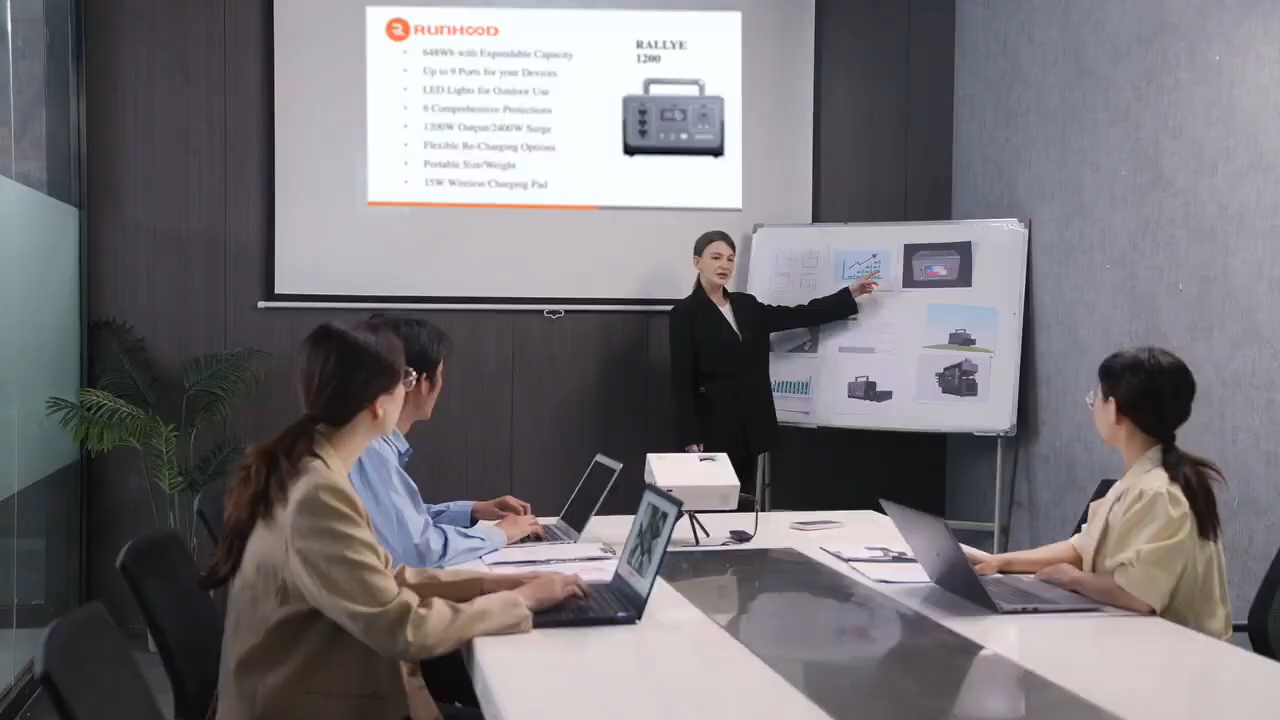 RUNHOOD
RALLYE
1200
648Wh with Expandable Capacity
Up to 9 Ports for your Devices
LED Lights for Outdoor Use
6 Comprehensive Protections
1200W Output/2400W Surge
Flexible Re-Charging Options
Portable Size/Weight
15W Wireless Charging Pad